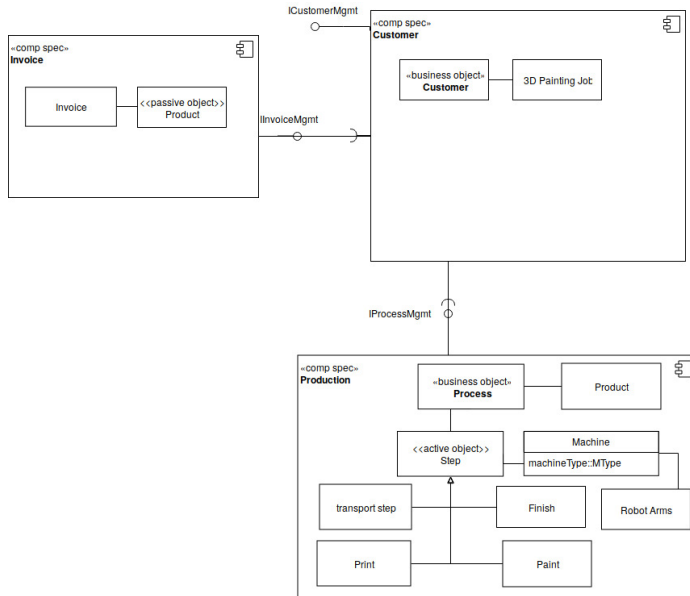 ICustomerMgmt
«comp spec»
Customer
«business object»
Customer
3D Painting Job
«comp spec»
Invoice
Invoice
<<passive object>>
Product
IInvoiceMgmt
IProcessMgmt
«comp spec»
Production
«business object»
Process
Product
<<active object>>
Step
Machine
machineType::MType
transport step
Finish
Robot Arms
Print
Paint